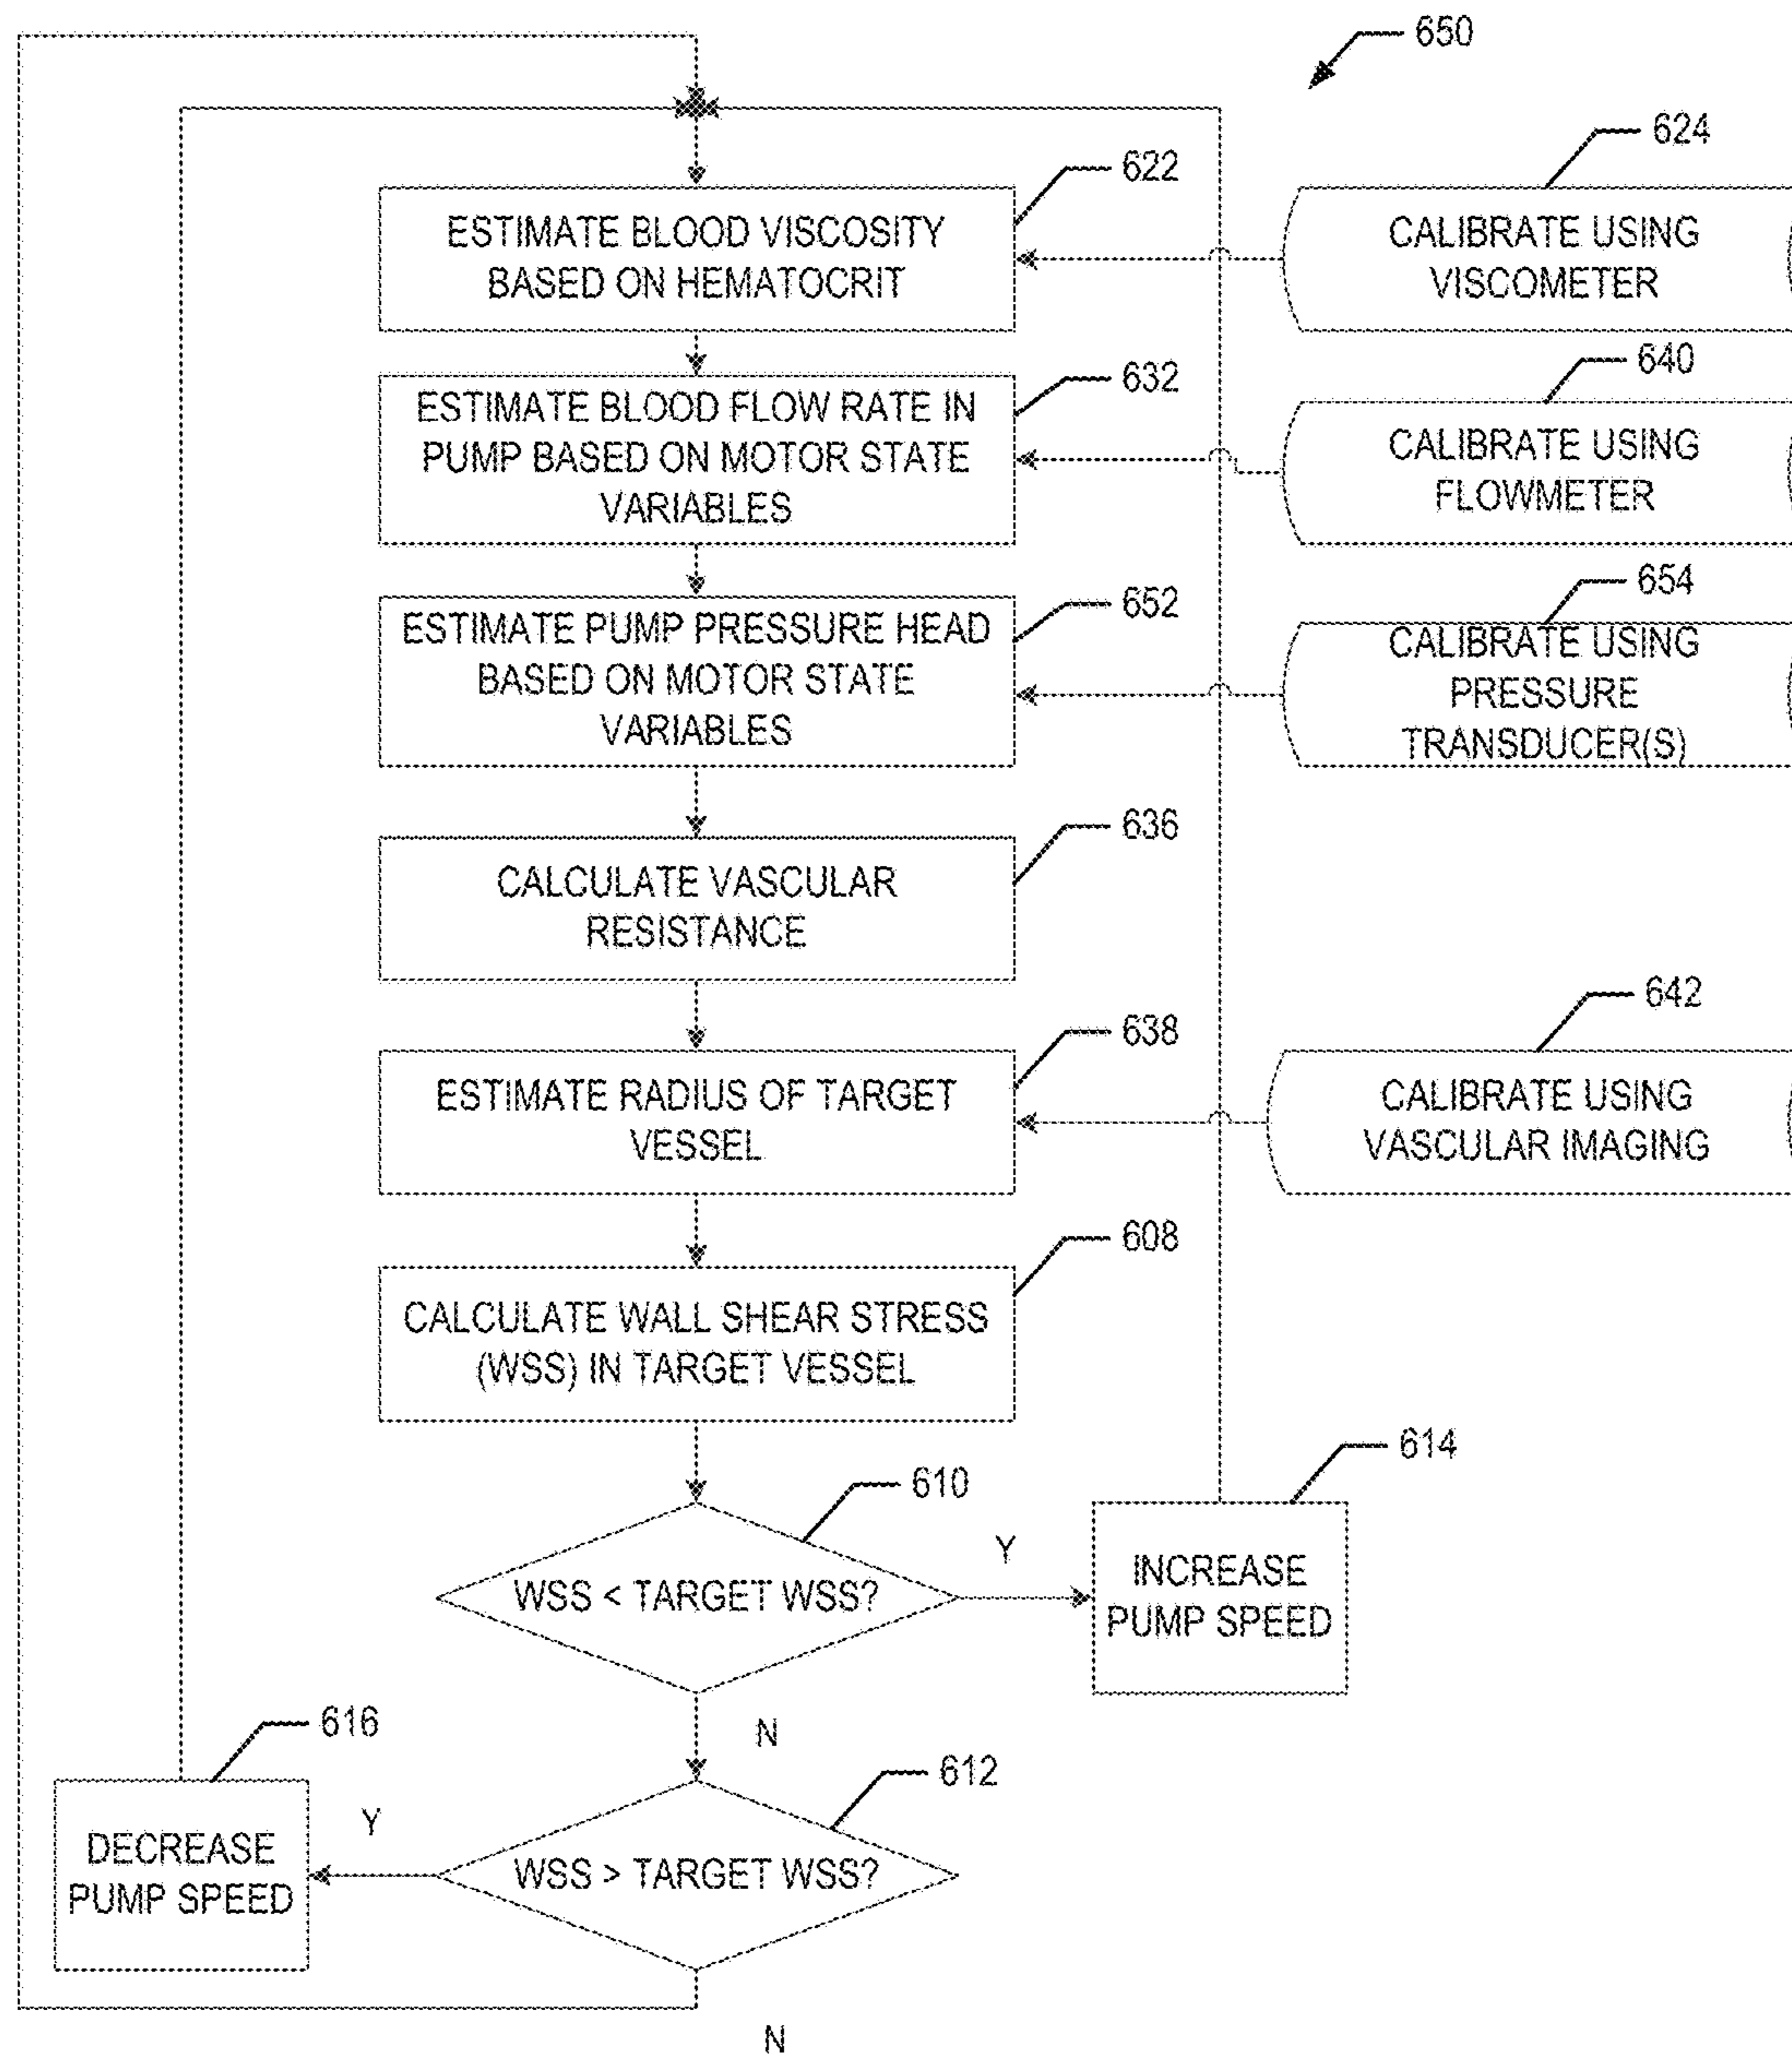 650
622
ESTIMATE BLOOD VISCOSITY
BASED ON HEMATOCRIT
624
CALIBRATE USING
VISCOMETER
632
ESTIMATE BLOOD FLOW RATE IN
PUMP BASED ON MOTOR STATE
VARIABLES
640
CALIBRATE USING
FLOWMETER
652
ESTIMATE PUMP PRESSURE HEAD
BASED ON MOTOR STATE
VARIABLES
654
CALIBRATE USING
PRESSURE
TRANSDUCER(S)
636
CALCULATE VASCULAR
RESISTANCE
638
ESTIMATE RADIUS OF TARGET
VESSEL
642
CALIBRATE USING
VASCULAR IMAGING
608
CALCULATE WALL SHEAR STRESS
(WSS) IN TARGET VESSEL
610
WSS < TARGET WSS?
Y
614
INCREASE
PUMP SPEED
N
612
WSS > TARGET WSS?
Y
616
DECREASE
PUMP SPEED
N